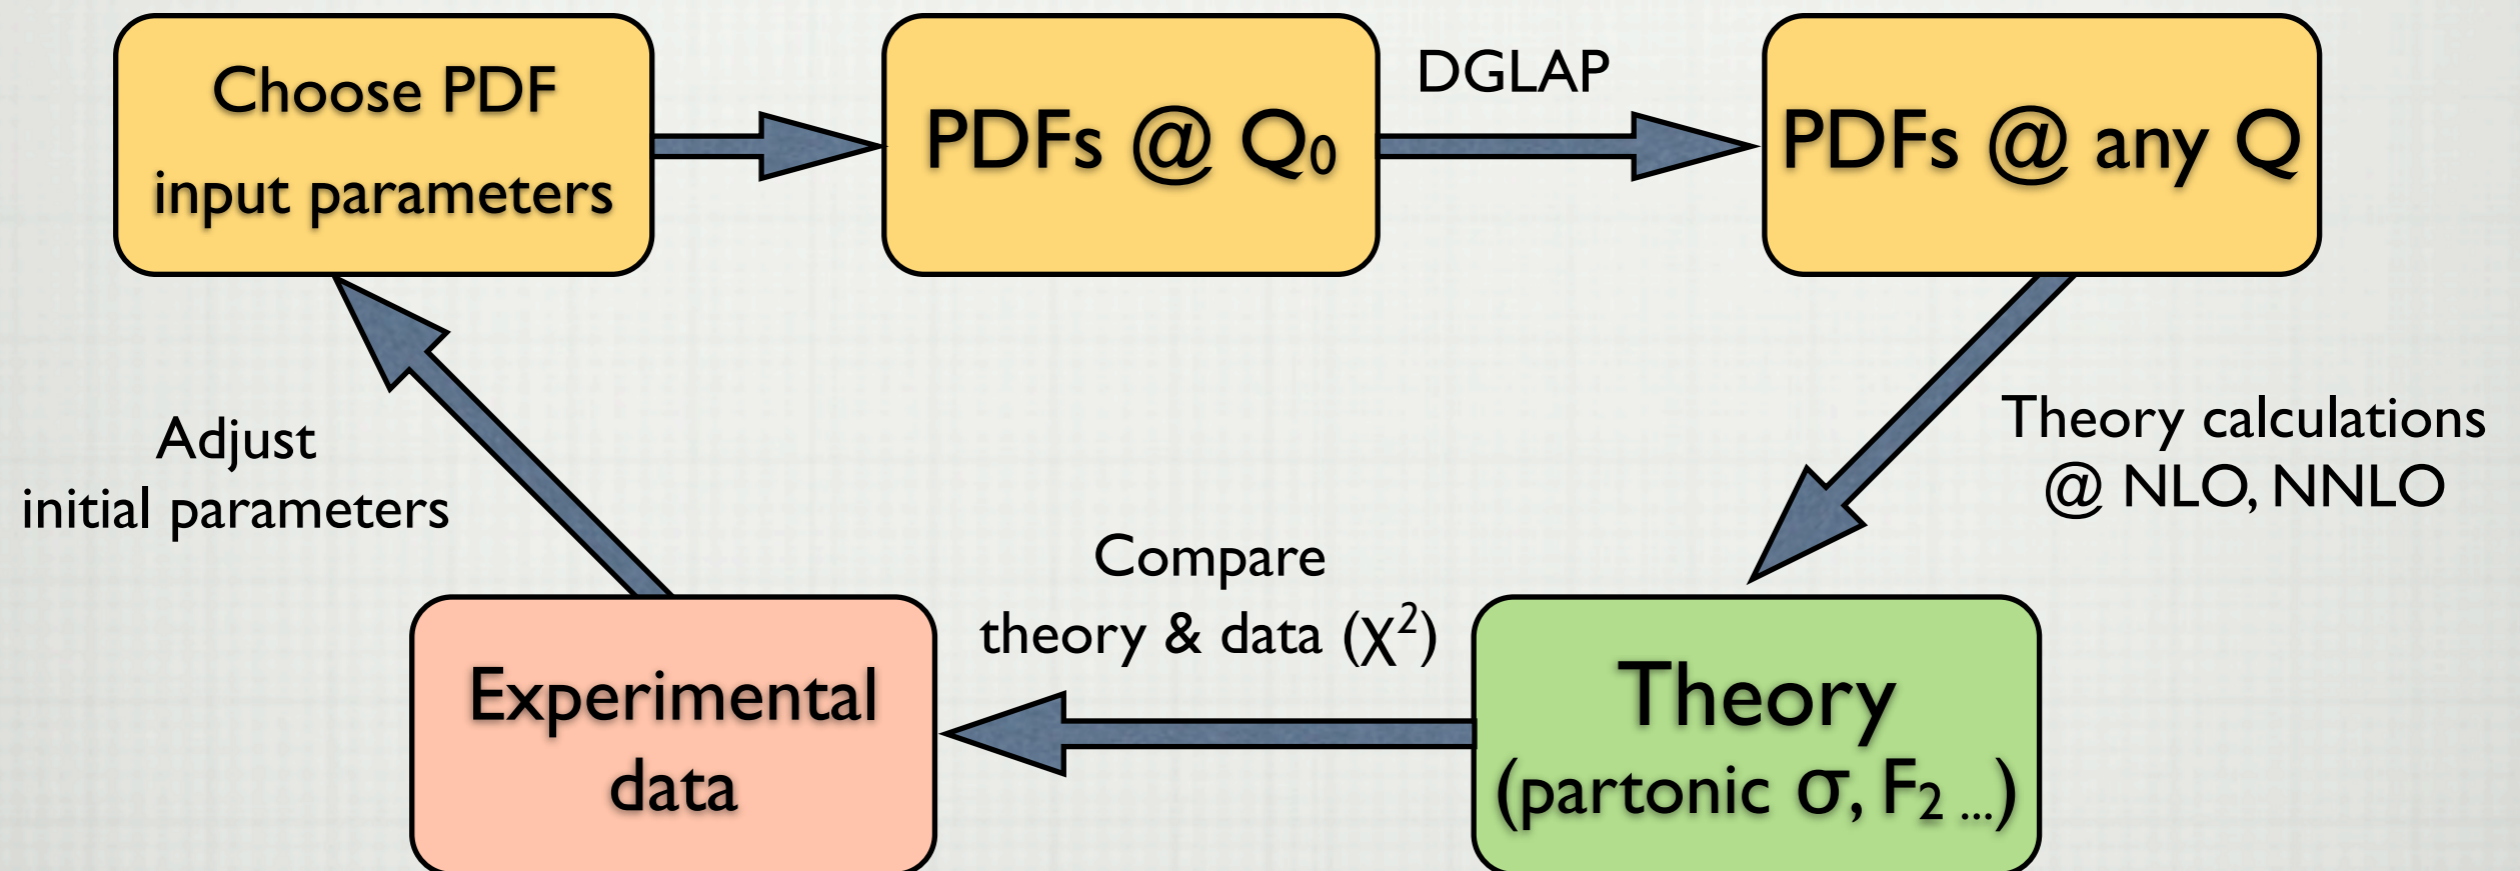 Choose PDF
input parameters
PDFs @ Q₀
DGLAP
PDFs @ any Q
Theory calculations
@ NLO, NNLO
Theory
(partonic σ, F₂ ...)
Compare
theory & data (χ²)
Experimental
data
Adjust
initial parameters